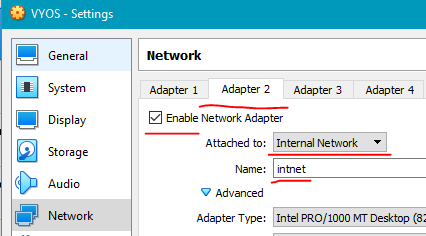 VYOS - Settings
General
System
Display
Storage
Audio
Network
Network
Adapter 1 Adapter 2 Adapter 3 Adapter 4
Enable Network Adapter
Attached to: Internal Network
Name: intnet
Advanced
Adapter Type: Intel PRO/1000 MT Desktop (82